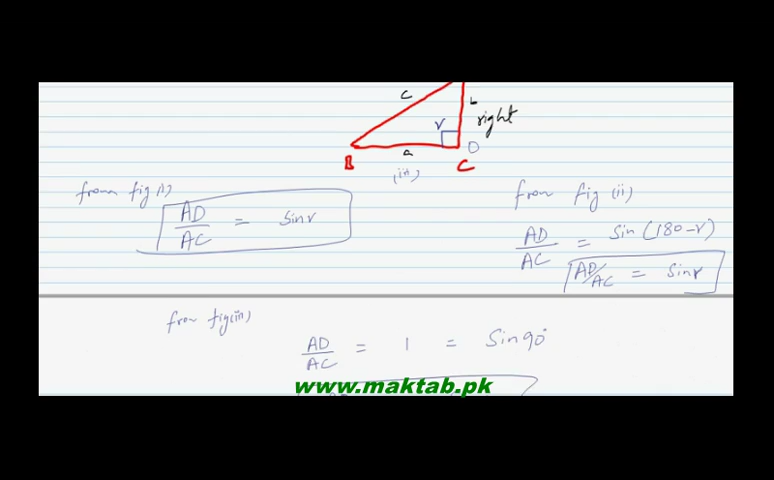 c
b
right
γ
D
B
a
C
(iii)
from fig(i)
AD/AC = Sinγ
from fig (ii)
AD/AC = Sin(180-γ)
AD/AC = Sinγ
from fig(iii)
AD/AC = 1 = Sin90°
www.maktab.pk